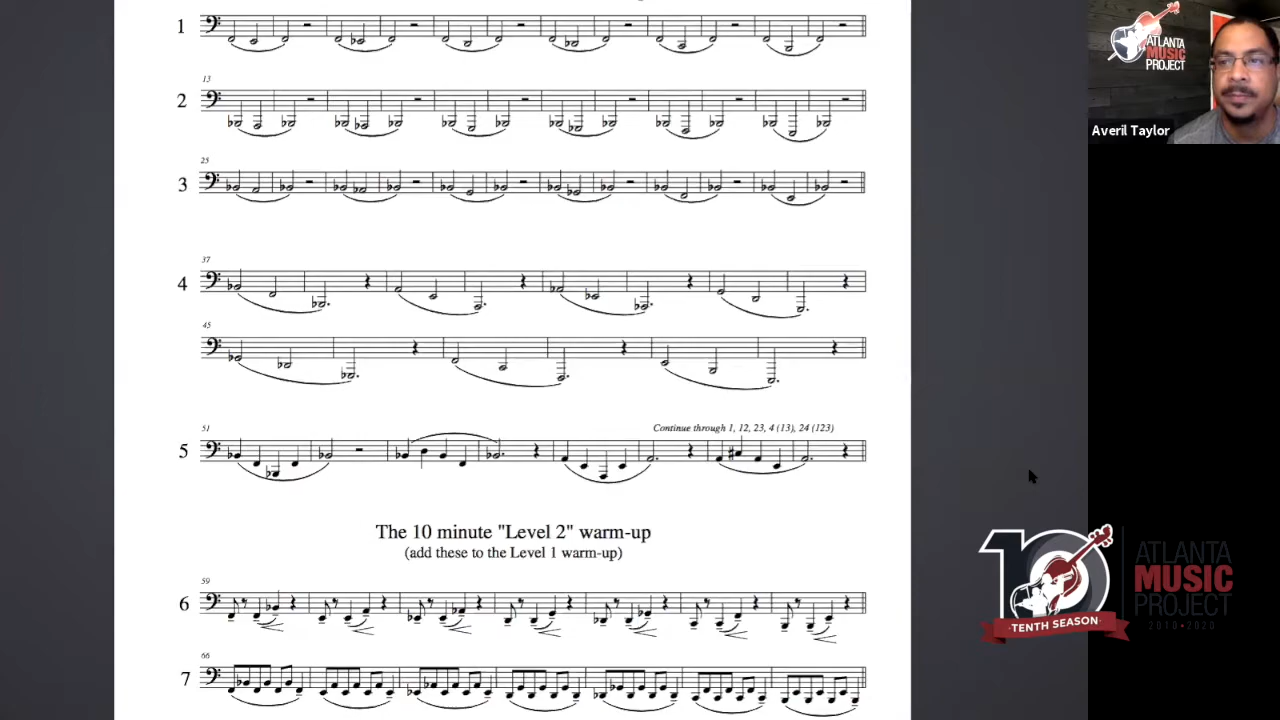 1
13
2
25
3
37
4
45
51
Continue through 1, 12, 23, 4 (13), 24 (123)
5
The 10 minute "Level 2" warm-up
(add these to the Level 1 warm-up)
59
6
66
7
ATLANTA
MUSIC
PROJECT
Averil Taylor
10
TENTH SEASON
ATLANTA
MUSIC
PROJECT
2010•2020